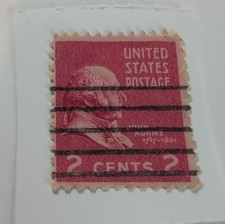 UNITED
STATES
POSTAGE
JOHN
ADAMS
1797-1801
2 CENTS 2